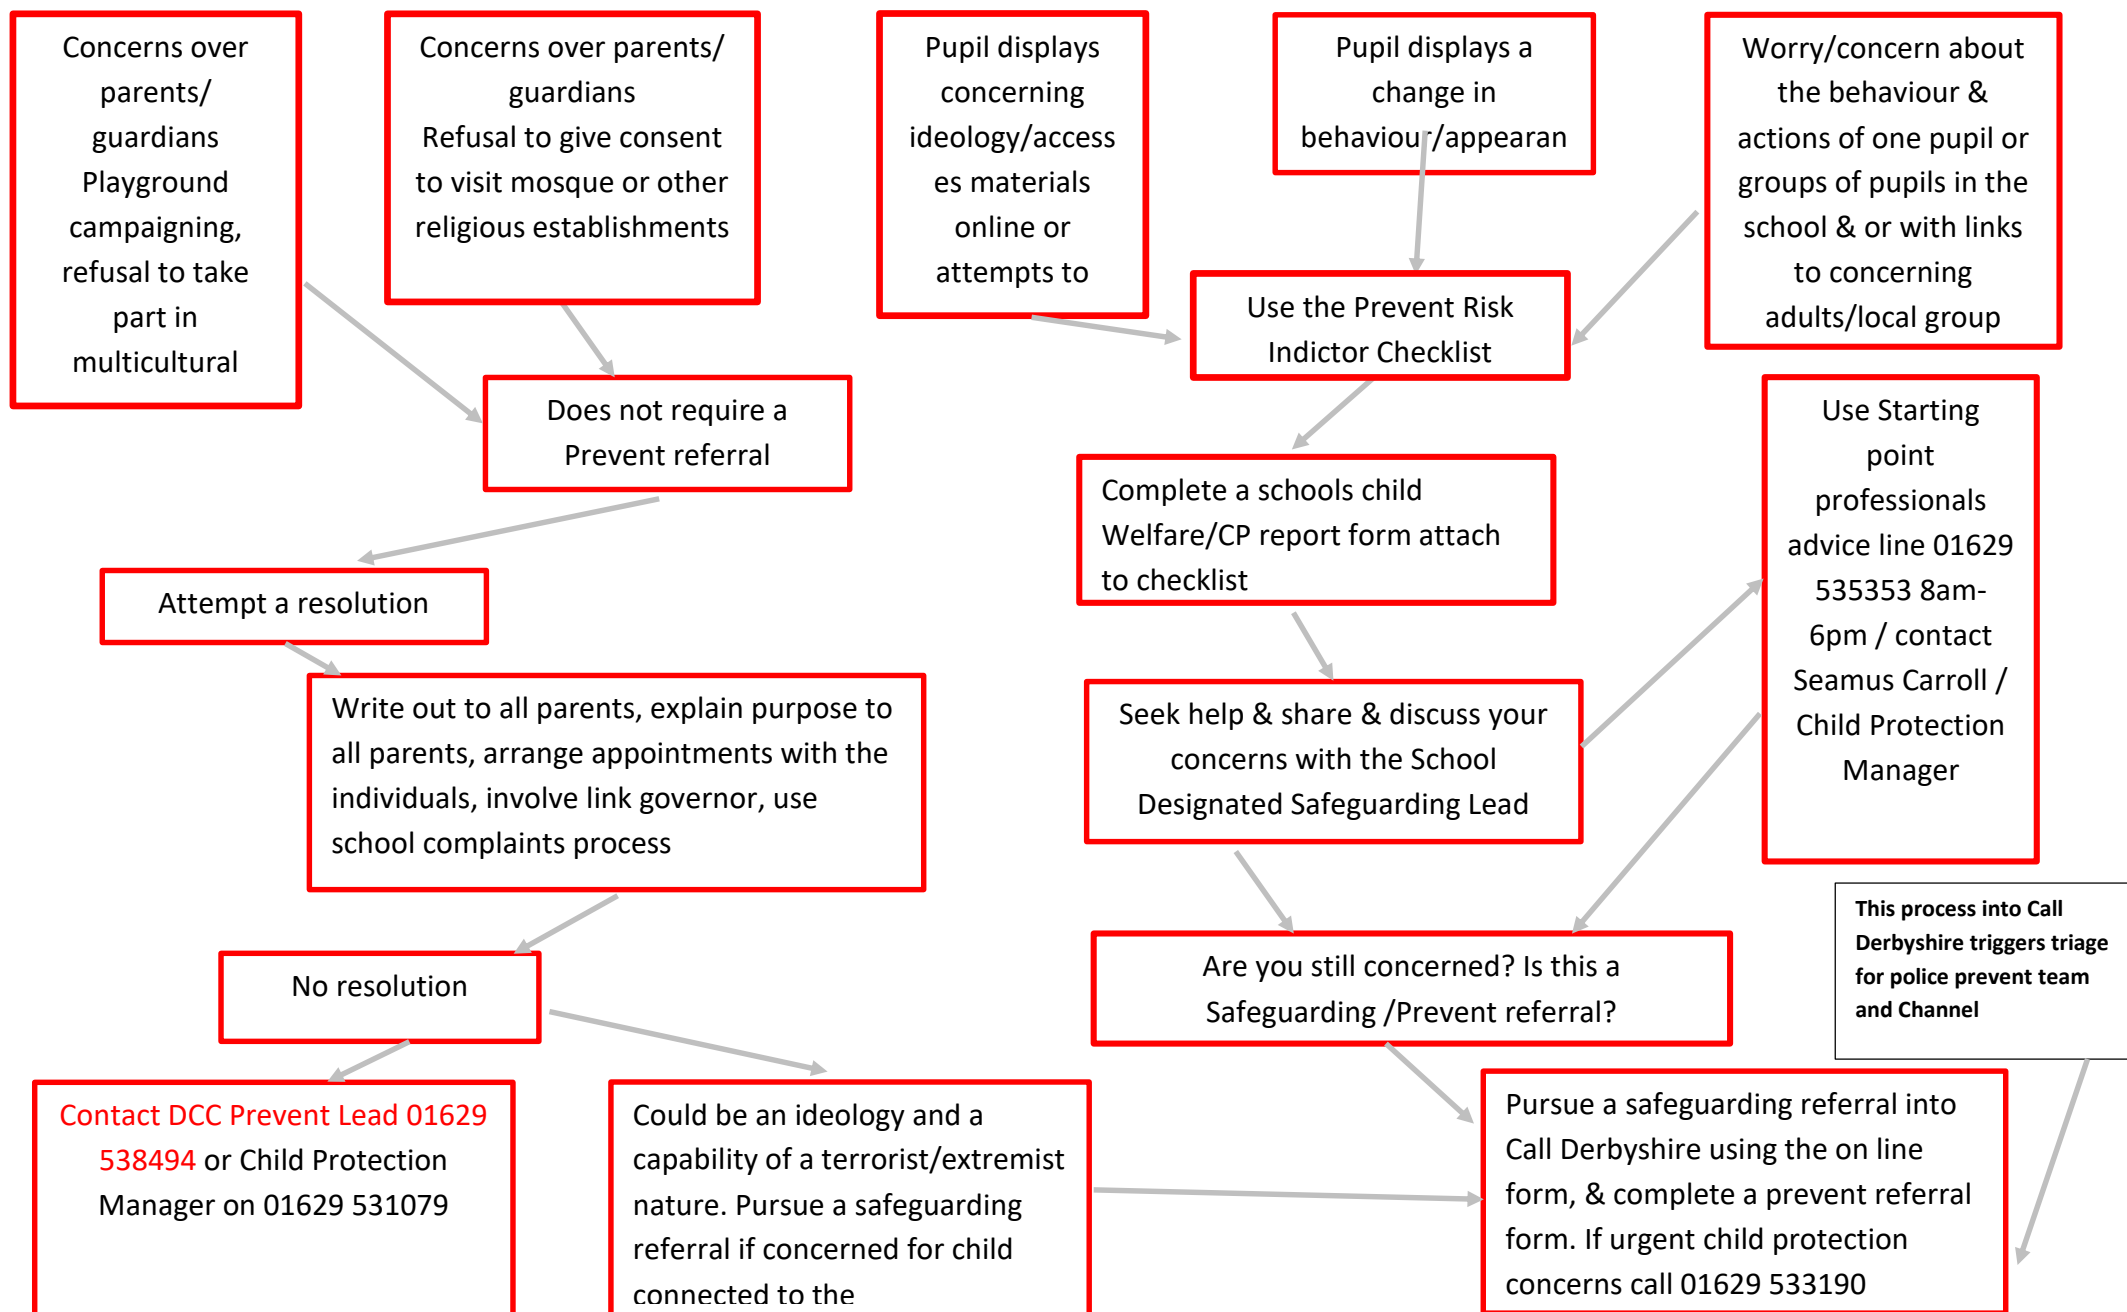 Concerns over
parents/
guardians
Playground
campaigning,
refusal to take
part in
multicultural
Concerns over parents/
guardians
Refusal to give consent
to visit mosque or other
religious establishments
Pupil displays
concerning
ideology/access
es materials
online or
attempts to
Pupil displays a
change in
behaviour/appearan
Worry/concern about
the behaviour &
actions of one pupil or
groups of pupils in the
school & or with links
to concerning
adults/local group
Use the Prevent Risk
Indictor Checklist
Does not require a
Prevent referral
Use Starting
point
professionals
advice line 01629
535353 8am-
6pm / contact
Seamus Carroll /
Child Protection
Manager
Complete a schools child
Welfare/CP report form attach
to checklist
Attempt a resolution
Write out to all parents, explain purpose to
all parents, arrange appointments with the
individuals, involve link governor, use
school complaints process
Seek help & share & discuss your
concerns with the School
Designated Safeguarding Lead
This process into Call
Derbyshire triggers triage
for police prevent team
and Channel
No resolution
Are you still concerned? Is this a
Safeguarding /Prevent referral?
Contact DCC Prevent Lead 01629
538494 or Child Protection
Manager on 01629 531079
Could be an ideology and a
capability of a terrorist/extremist
nature. Pursue a safeguarding
referral if concerned for child
connected to the
Pursue a safeguarding referral into
Call Derbyshire using the on line
form, & complete a prevent referral
form. If urgent child protection
concerns call 01629 533190